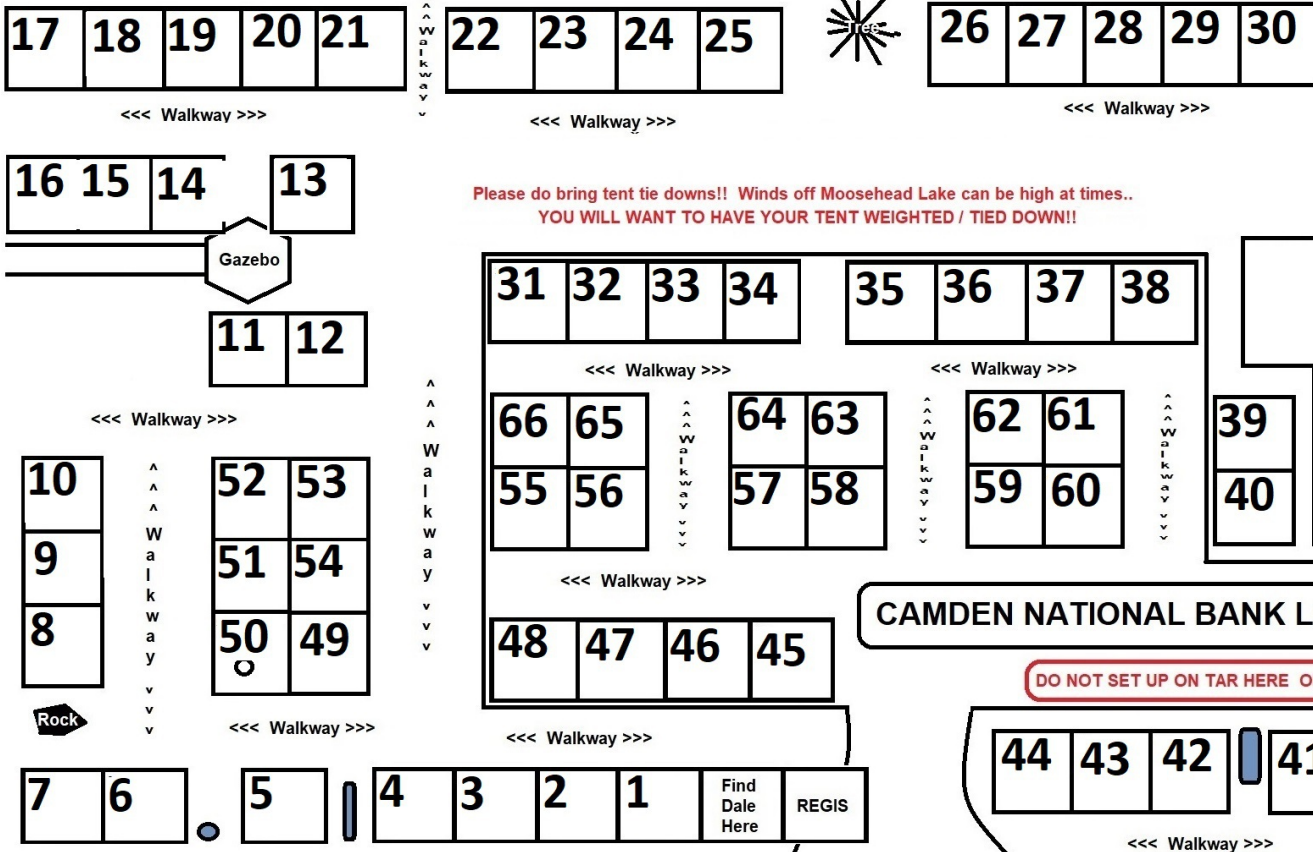 17 18 19 20 21
^ ^ Walkway v
22 23 24 25
Tree
26 27 28 29 30
<<< Walkway >>>
<<< Walkway >>>
<<< Walkway >>>
16 15 14 13
Please do bring tent tie downs!! Winds off Moosehead Lake can be high at times..
YOU WILL WANT TO HAVE YOUR TENT WEIGHTED / TIED DOWN!!
Gazebo
11 12
31 32 33 34
35 36 37 38
<<< Walkway >>>
<<< Walkway >>>
<<< Walkway >>>
^ ^ ^ Walkway v v v
66 65
55 56
^ ^ ^ Walkway v v v
64 63
57 58
^ ^ ^ Walkway v v v
62 61
59 60
^ ^ ^ Walkway v v v
39
40
10
9
8
^ ^ ^ Walkway v v v
52 53
51 54
50 49
<<< Walkway >>>
48 47 46 45
CAMDEN NATIONAL BANK L
DO NOT SET UP ON TAR HERE O
Rock
<<< Walkway >>>
<<< Walkway >>>
44 43 42 41
7 6 5 4 3 2 1
Find
Dale
Here
REGIS
<<< Walkway >>>